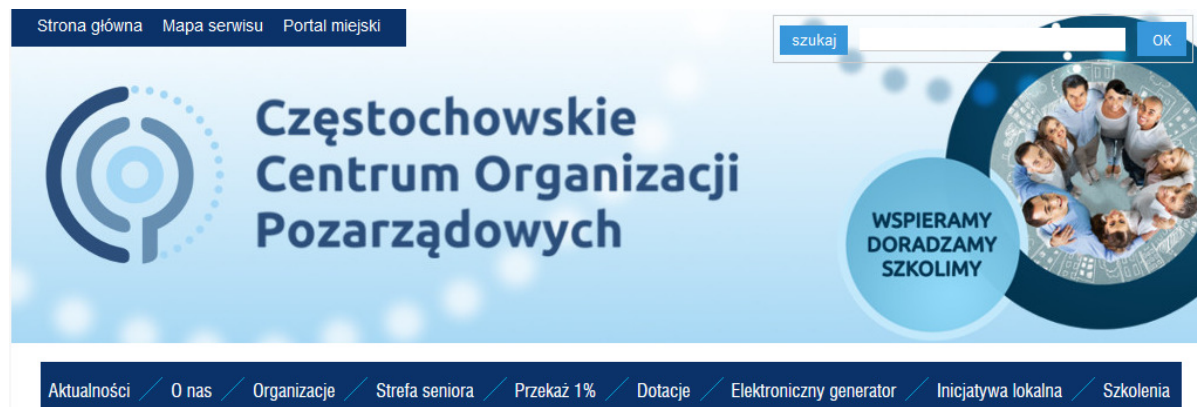 Strona główna Mapa serwisu Portal miejski
szukaj OK
Częstochowskie
Centrum Organizacji
Pozarządowych
WSPIERAMY
DORADZAMY
SZKOLIMY
Aktualności / O nas / Organizacje / Strefa seniora / Przekaż 1% / Dotacje / Elektroniczny generator / Inicjatywa lokalna / Szkolenia